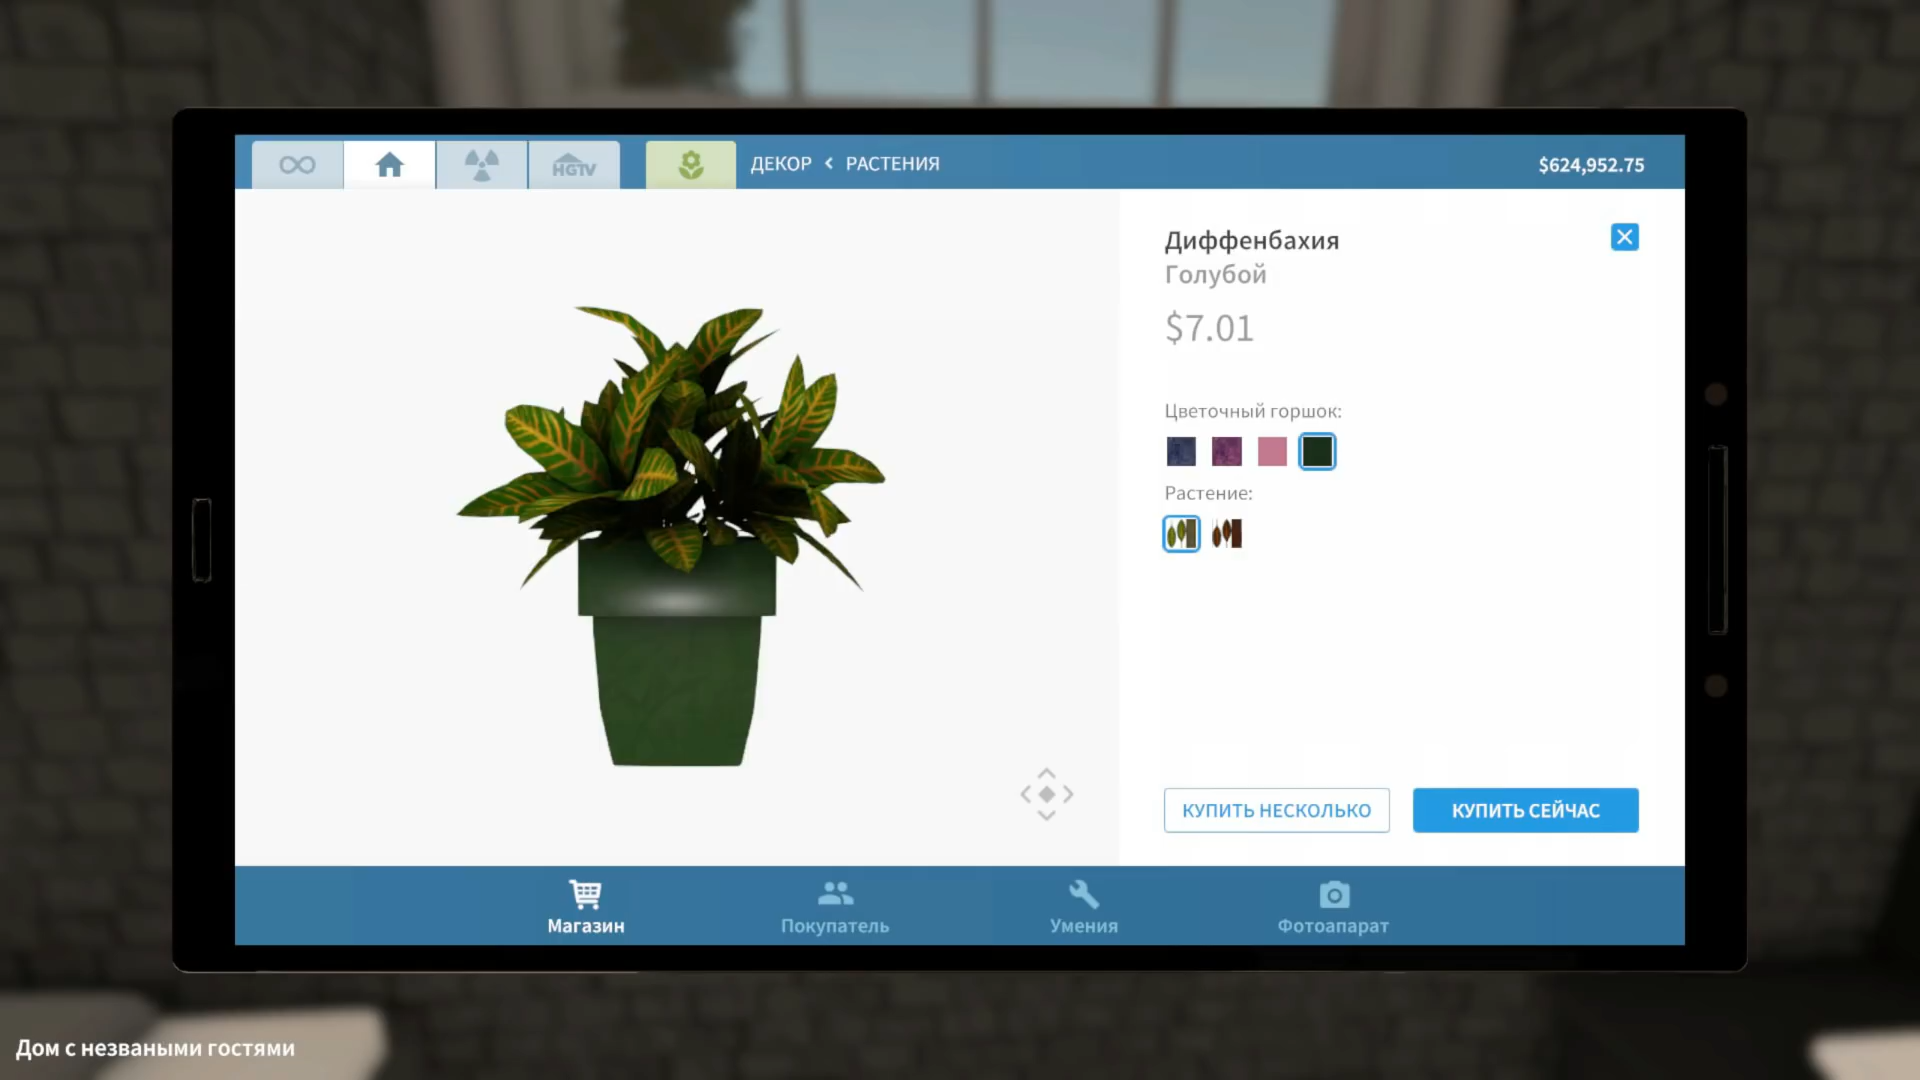 HGTV
ДЕКОР < РАСТЕНИЯ
$624,952.75
Диффенбахия
Голубой
$7.01
Цветочный горшок:
Растение:
КУПИТЬ НЕСКОЛЬКО
КУПИТЬ СЕЙЧАС
Магазин
Покупатель
Умения
Фотоапарат
Дом с незваными гостями